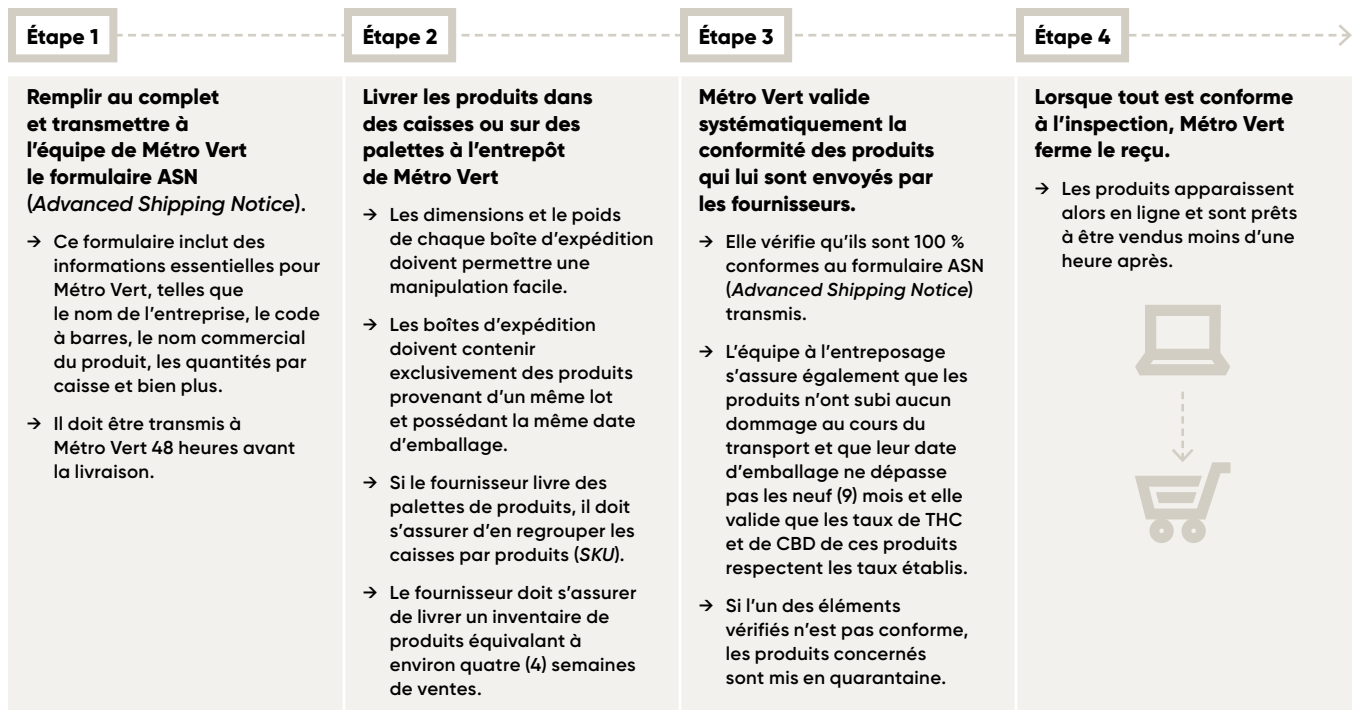 Étape 1
Remplir au complet
et transmettre à
l’équipe de Métro Vert
le formulaire ASN
(Advanced Shipping Notice).
→ Ce formulaire inclut des
informations essentielles pour
Métro Vert, telles que
le nom de l’entreprise, le code
à barres, le nom commercial
du produit, les quantités par
caisse et bien plus.
→ Il doit être transmis à
Métro Vert 48 heures avant
la livraison.
Étape 2
Livrer les produits dans
des caisses ou sur des
palettes à l’entrepôt
de Métro Vert
→ Les dimensions et le poids
de chaque boîte d’expédition
doivent permettre une
manipulation facile.
→ Les boîtes d’expédition
doivent contenir
exclusivement des produits
provenant d’un même lot
et possédant la même date
d’emballage.
→ Si le fournisseur livre des
palettes de produits, il doit
s’assurer d’en regrouper les
caisses par produits (SKU).
→ Le fournisseur doit s’assurer
de livrer un inventaire de
produits équivalant à
environ quatre (4) semaines
de ventes.
Étape 3
Métro Vert valide
systématiquement la
conformité des produits
qui lui sont envoyés par
les fournisseurs.
→ Elle vérifie qu’ils sont 100 %
conformes au formulaire ASN
(Advanced Shipping Notice)
transmis.
→ L’équipe à l’entreposage
s’assure également que les
produits n’ont subi aucun
dommage au cours du
transport et que leur date
d’emballage ne dépasse
pas les neuf (9) mois et elle
valide que les taux de THC
et de CBD de ces produits
respectent les taux établis.
→ Si l’un des éléments
vérifiés n’est pas conforme,
les produits concernés
sont mis en quarantaine.
Étape 4
Lorsque tout est conforme
à l’inspection, Métro Vert
ferme le reçu.
→ Les produits apparaissent
alors en ligne et sont prêts
à être vendus moins d’une
heure après.